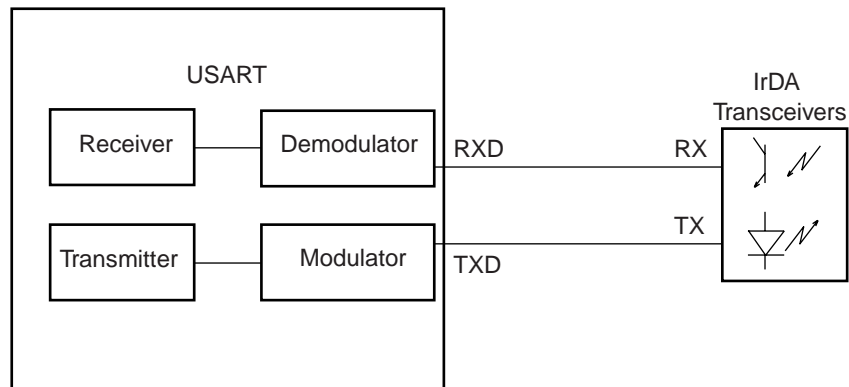 USART
IrDA
Transceivers
Receiver
Demodulator
RXD
RX
Transmitter
Modulator
TXD
TX